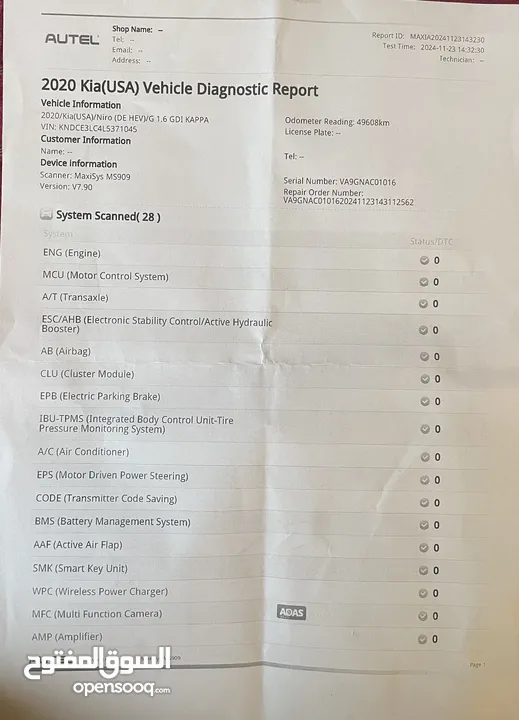 AUTEL
Shop Name: --
Tel: --
Email: --
Address: --
Report ID: MAXIA20241123143230
Test Time: 2024-11-23 14:32:30
Technician: --
2020 Kia(USA) Vehicle Diagnostic Report
Vehicle Information
2020/Kia(USA)/Niro (DE HEV)/G 1.6 GDI KAPPA
VIN: KNDCE3LC4L5371045
Odometer Reading: 49608km
License Plate: --
Customer Information
Name: --
Tel: --
Device information
Scanner: MaxiSys MS909
Version: V7.90
Serial Number: VA9GNAC01016
Repair Order Number:
VA9GNAC0101620241123143112562
System Scanned( 28 )
System Status/DTC
ENG (Engine) 0
MCU (Motor Control System) 0
A/T (Transaxle) 0
ESC/AHB (Electronic Stability Control/Active Hydraulic
Booster) 0
AB (Airbag) 0
CLU (Cluster Module) 0
EPB (Electric Parking Brake) 0
IBU-TPMS (Integrated Body Control Unit-Tire
Pressure Monitoring System) 0
A/C (Air Conditioner) 0
EPS (Motor Driven Power Steering) 0
CODE (Transmitter Code Saving) 0
BMS (Battery Management System) 0
AAF (Active Air Flap) 0
SMK (Smart Key Unit) 0
WPC (Wireless Power Charger) 0
MFC (Multi Function Camera) ADAS 0
AMP (Amplifier) 0
Page 1
السوق المفتوح
opensooq.com